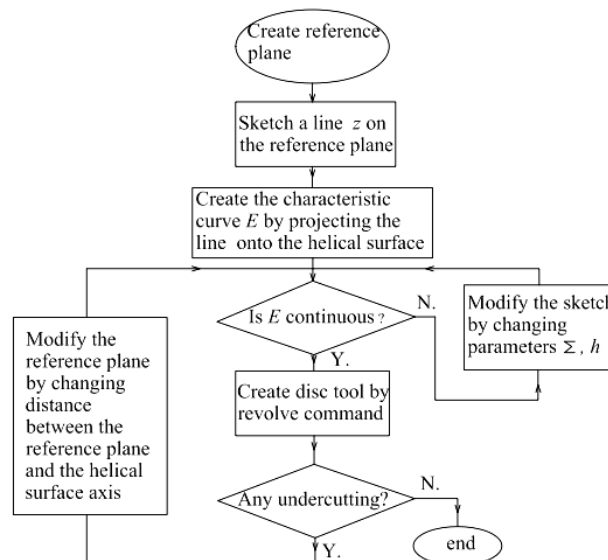 Create reference
plane
Sketch a line z on
the reference plane
Create the characteristic
curve E by projecting the
line onto the helical surface
Is E continuous?
N.
Modify the sketch
by changing
parameters Σ, h
Y.
Modify the
reference plane
by changing
distance
between the
reference plane
and the helical
surface axis
Create disc tool by
revolve command
Any undercutting?
N.
Y.
end